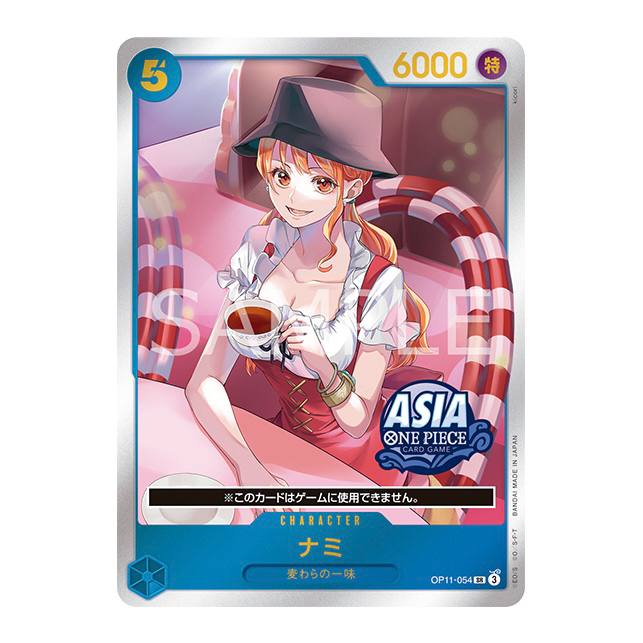 5
6000 特
kicori
SAMPLE
ASIA
ONE PIECE
CARD GAME
BANDAI MADE IN JAPAN
※このカードはゲームに使用できません。
CHARACTER
ナミ
麦わらの一味
OP11-054 SR 3
©E.O/S ©O, S·F·T